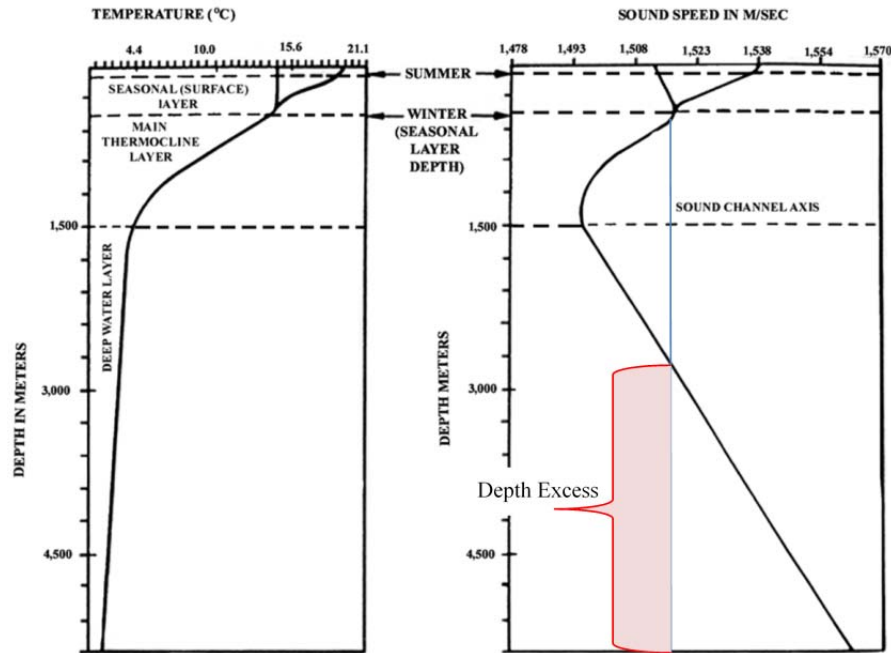 TEMPERATURE (°C)
4.4 10.0 15.6 21.1
SEASONAL (SURFACE)
LAYER
MAIN
THERMOCLINE
LAYER
1,500
DEEP WATER LAYER
3,000
4,500
DEPTH IN METERS
SUMMER
WINTER
(SEASONAL
LAYER
DEPTH)
SOUND SPEED IN M/SEC
1,478 1,493 1,508 1,523 1,538 1,554 1,570
SOUND CHANNEL AXIS
1,500
3,000
4,500
DEPTH METERS
Depth Excess